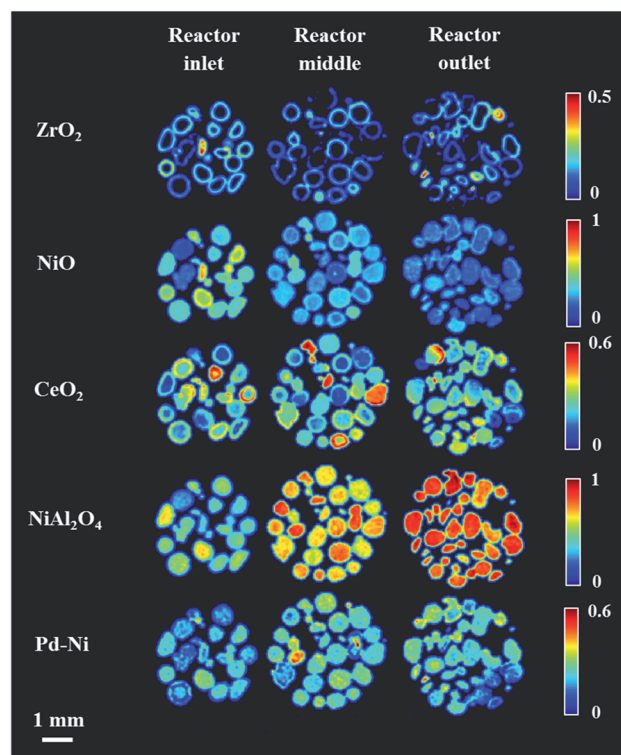 Reactor inlet
Reactor middle
Reactor outlet
ZrO₂
0.5
0
NiO
1
0
CeO₂
0.6
0
NiAl₂O₄
1
0
Pd-Ni
0.6
0
1 mm